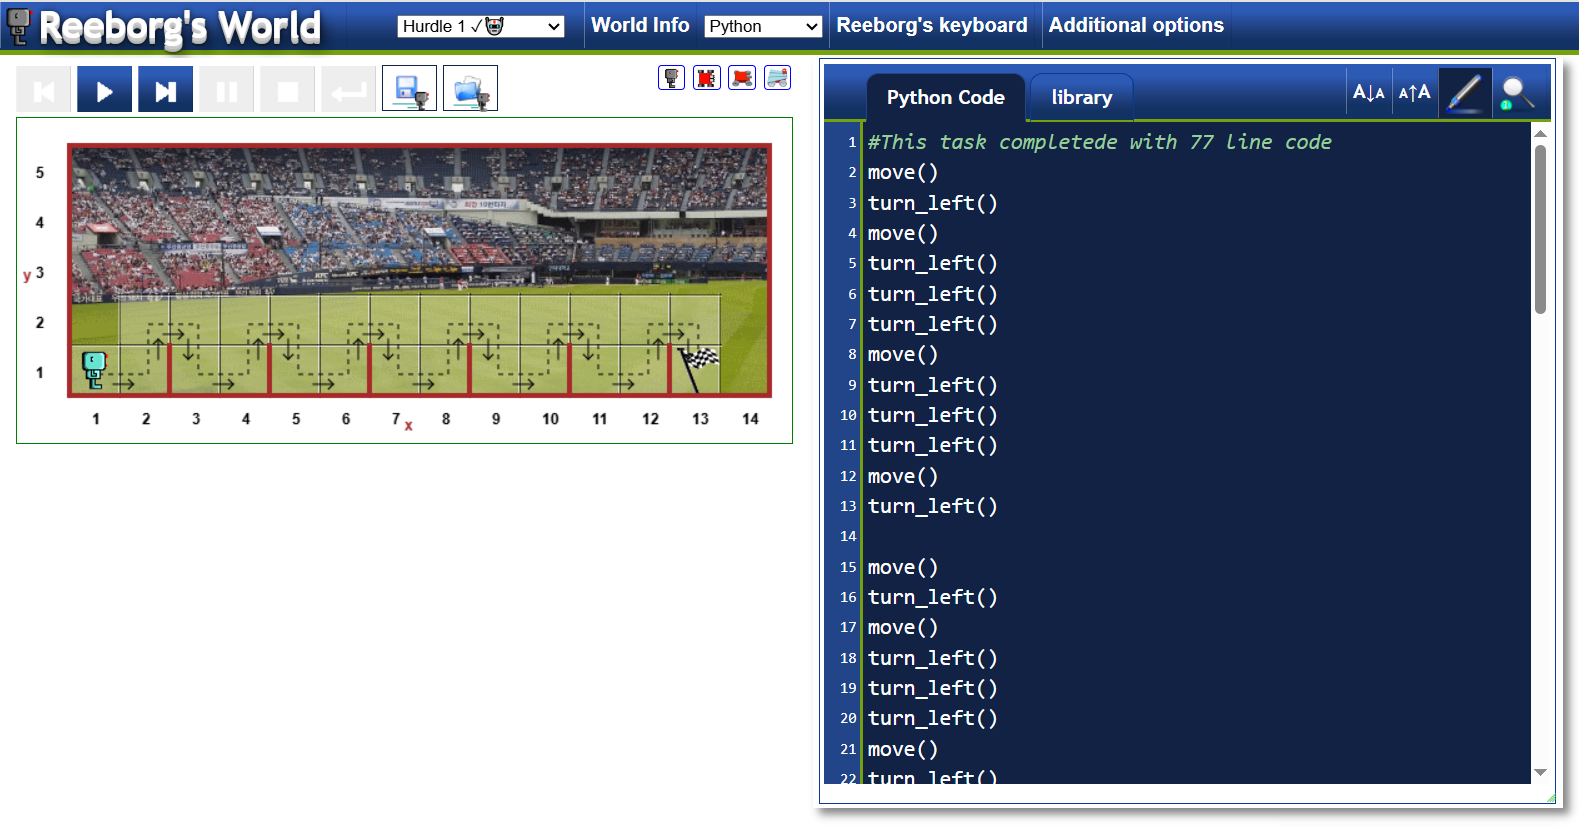 Reeborg's World
Hurdle 1 ✓
World Info
Python
Reeborg's keyboard
Additional options
Python Code
library
A↓A
A↑A
5
4
y 3
2
1
1 2 3 4 5 6 7 x 8 9 10 11 12 13 14
1 #This task completede with 77 line code
2 move()
3 turn_left()
4 move()
5 turn_left()
6 turn_left()
7 turn_left()
8 move()
9 turn_left()
10 turn_left()
11 turn_left()
12 move()
13 turn_left()
14
15 move()
16 turn_left()
17 move()
18 turn_left()
19 turn_left()
20 turn_left()
21 move()
22 turn_left()